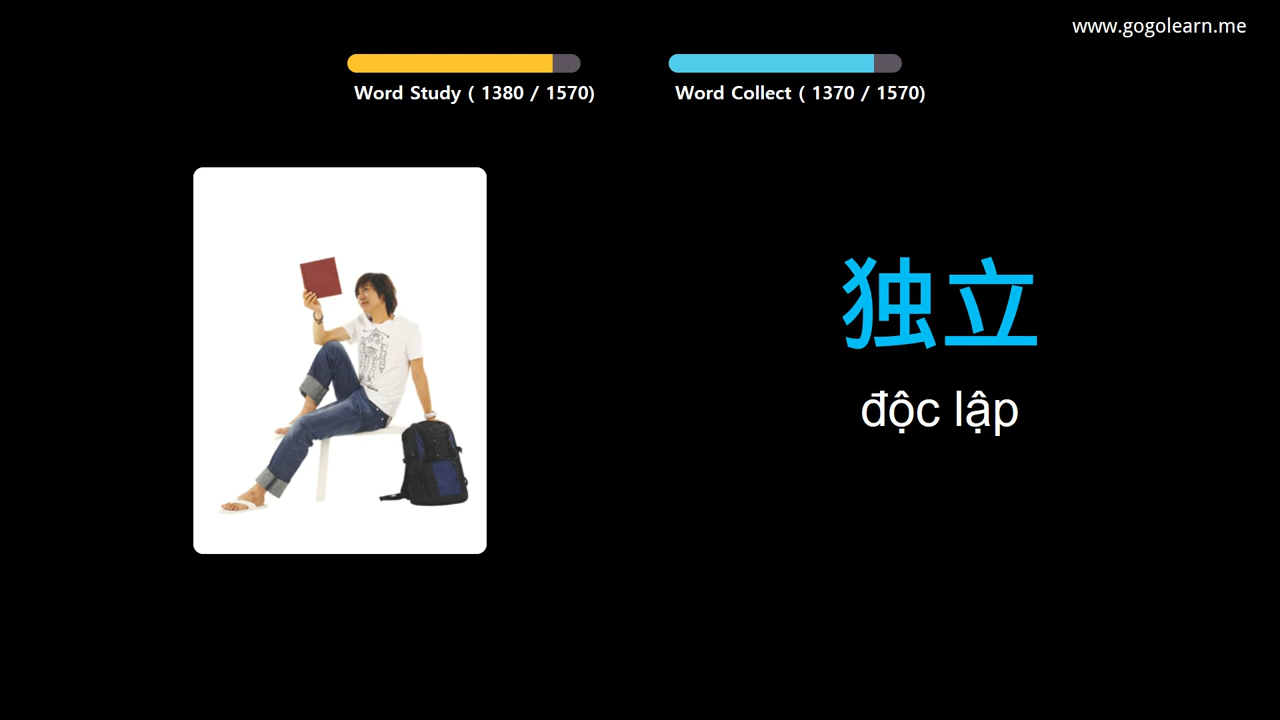 www.gogolearn.me
Word Study ( 1380 / 1570)
Word Collect ( 1370 / 1570)
独立
độc lập